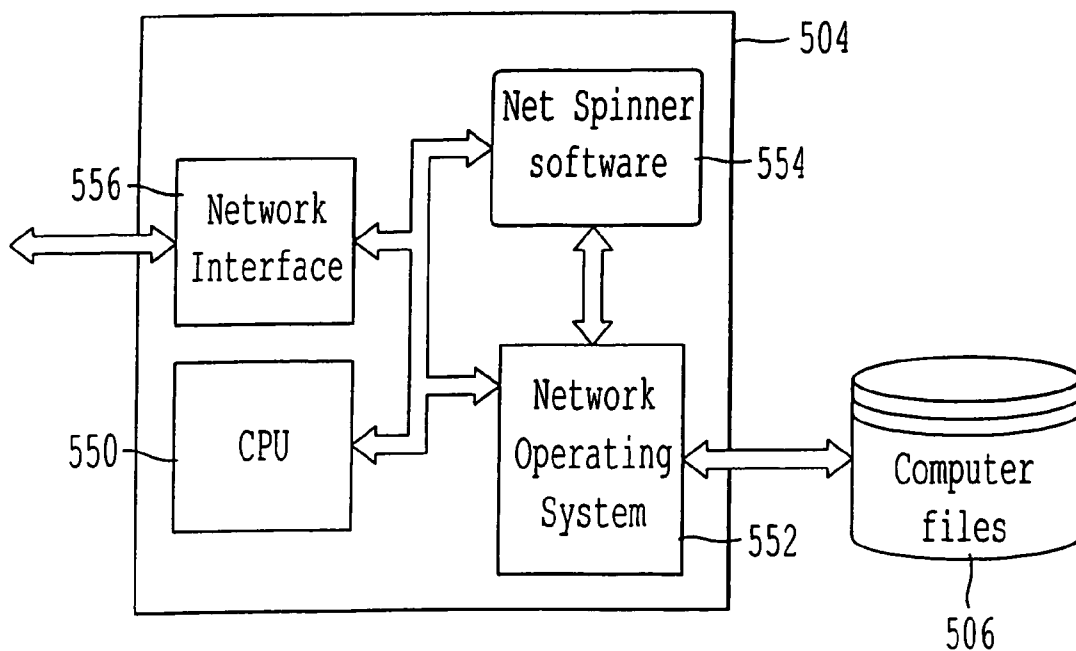 504
Net Spinner
software
554
556
Network
Interface
550
CPU
Network
Operating
System
552
Computer
files
506